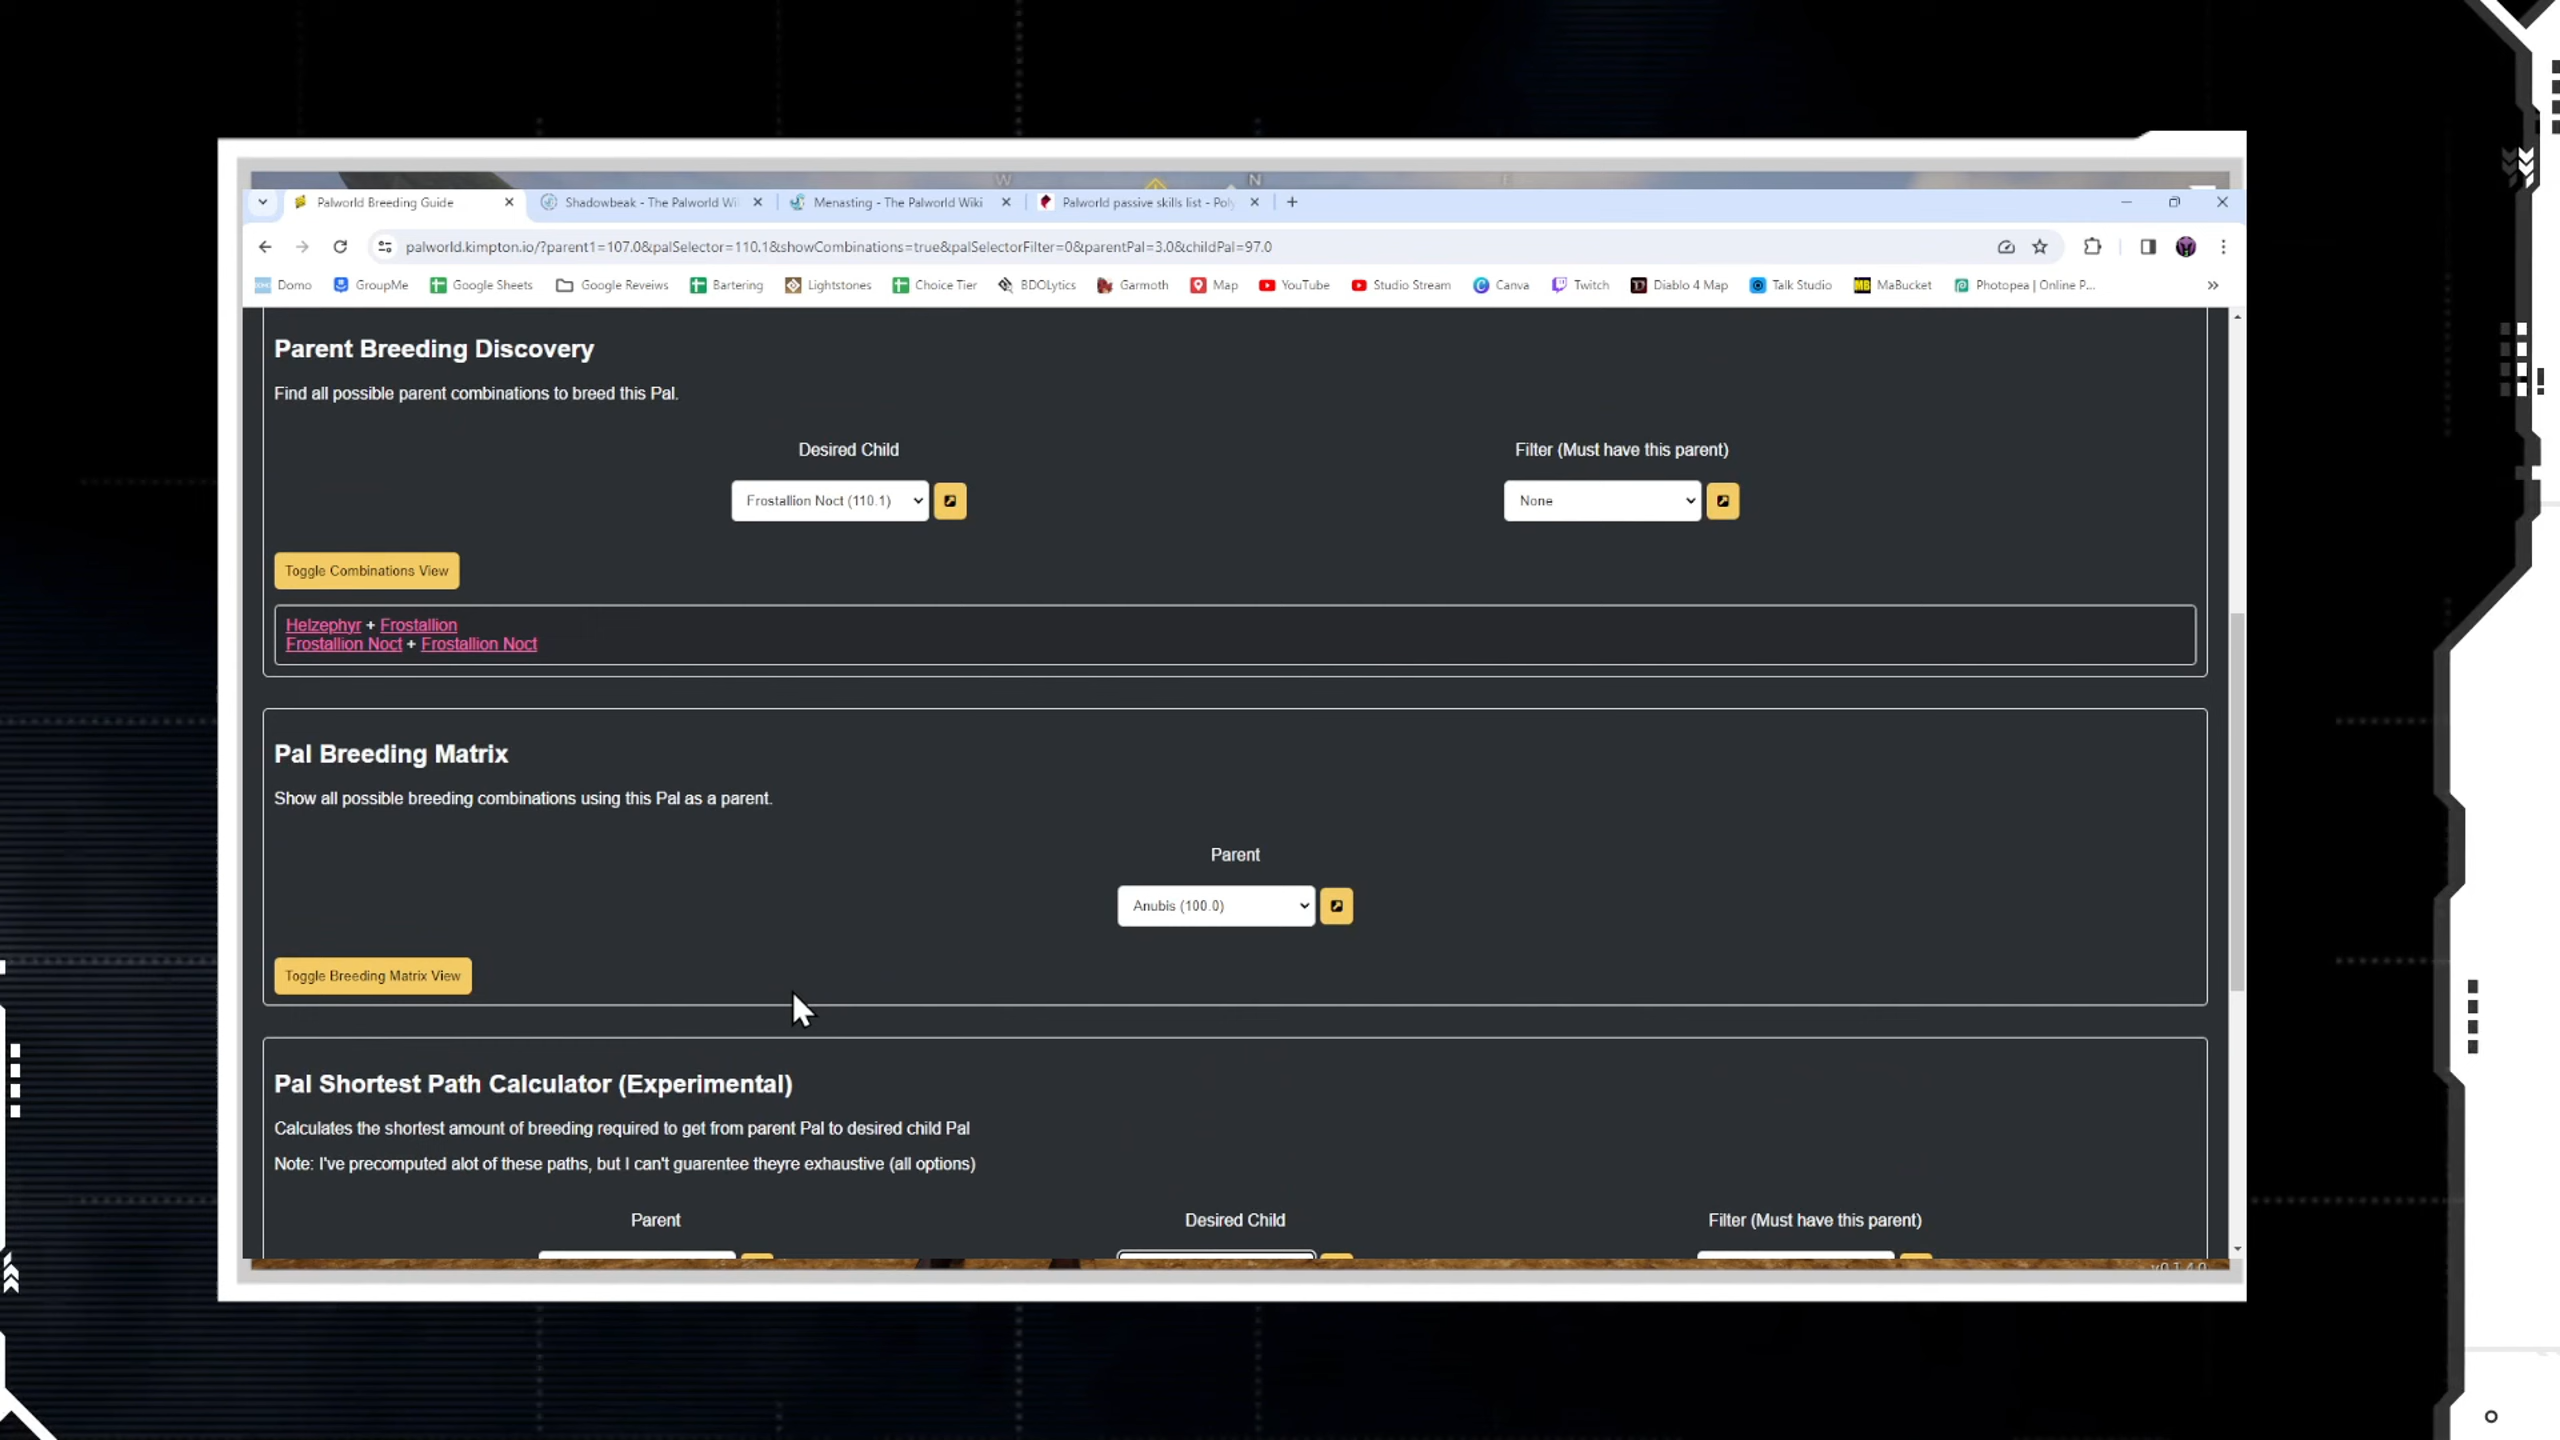 W N E
Palworld Breeding Guide Shadowbeak - The Palworld Wi Menasting - The Palworld Wiki Palworld passive skills list - Pol
palworld.kimpton.io/?parent1=107.0&palSelector=110.1&showCombinations=true&palSelectorFilter=0&parentPal=3.0&childPal=97.0
Domo GroupMe Google Sheets Google Reveiws Bartering Lightstones Choice Tier BDOLytics Garmoth Map YouTube Studio Stream Canva Twitch Diablo 4 Map Talk Studio MaBucket Photopea | Online P... »
Parent Breeding Discovery
Find all possible parent combinations to breed this Pal.
Desired Child Filter (Must have this parent)
Frostallion Noct (110.1) None
Toggle Combinations View
Helzephyr + Frostallion
Frostallion Noct + Frostallion Noct
Pal Breeding Matrix
Show all possible breeding combinations using this Pal as a parent.
Parent
Anubis (100.0)
Toggle Breeding Matrix View
Pal Shortest Path Calculator (Experimental)
Calculates the shortest amount of breeding required to get from parent Pal to desired child Pal
Note: I've precomputed alot of these paths, but I can't guarentee theyre exhaustive (all options)
Parent Desired Child Filter (Must have this parent)